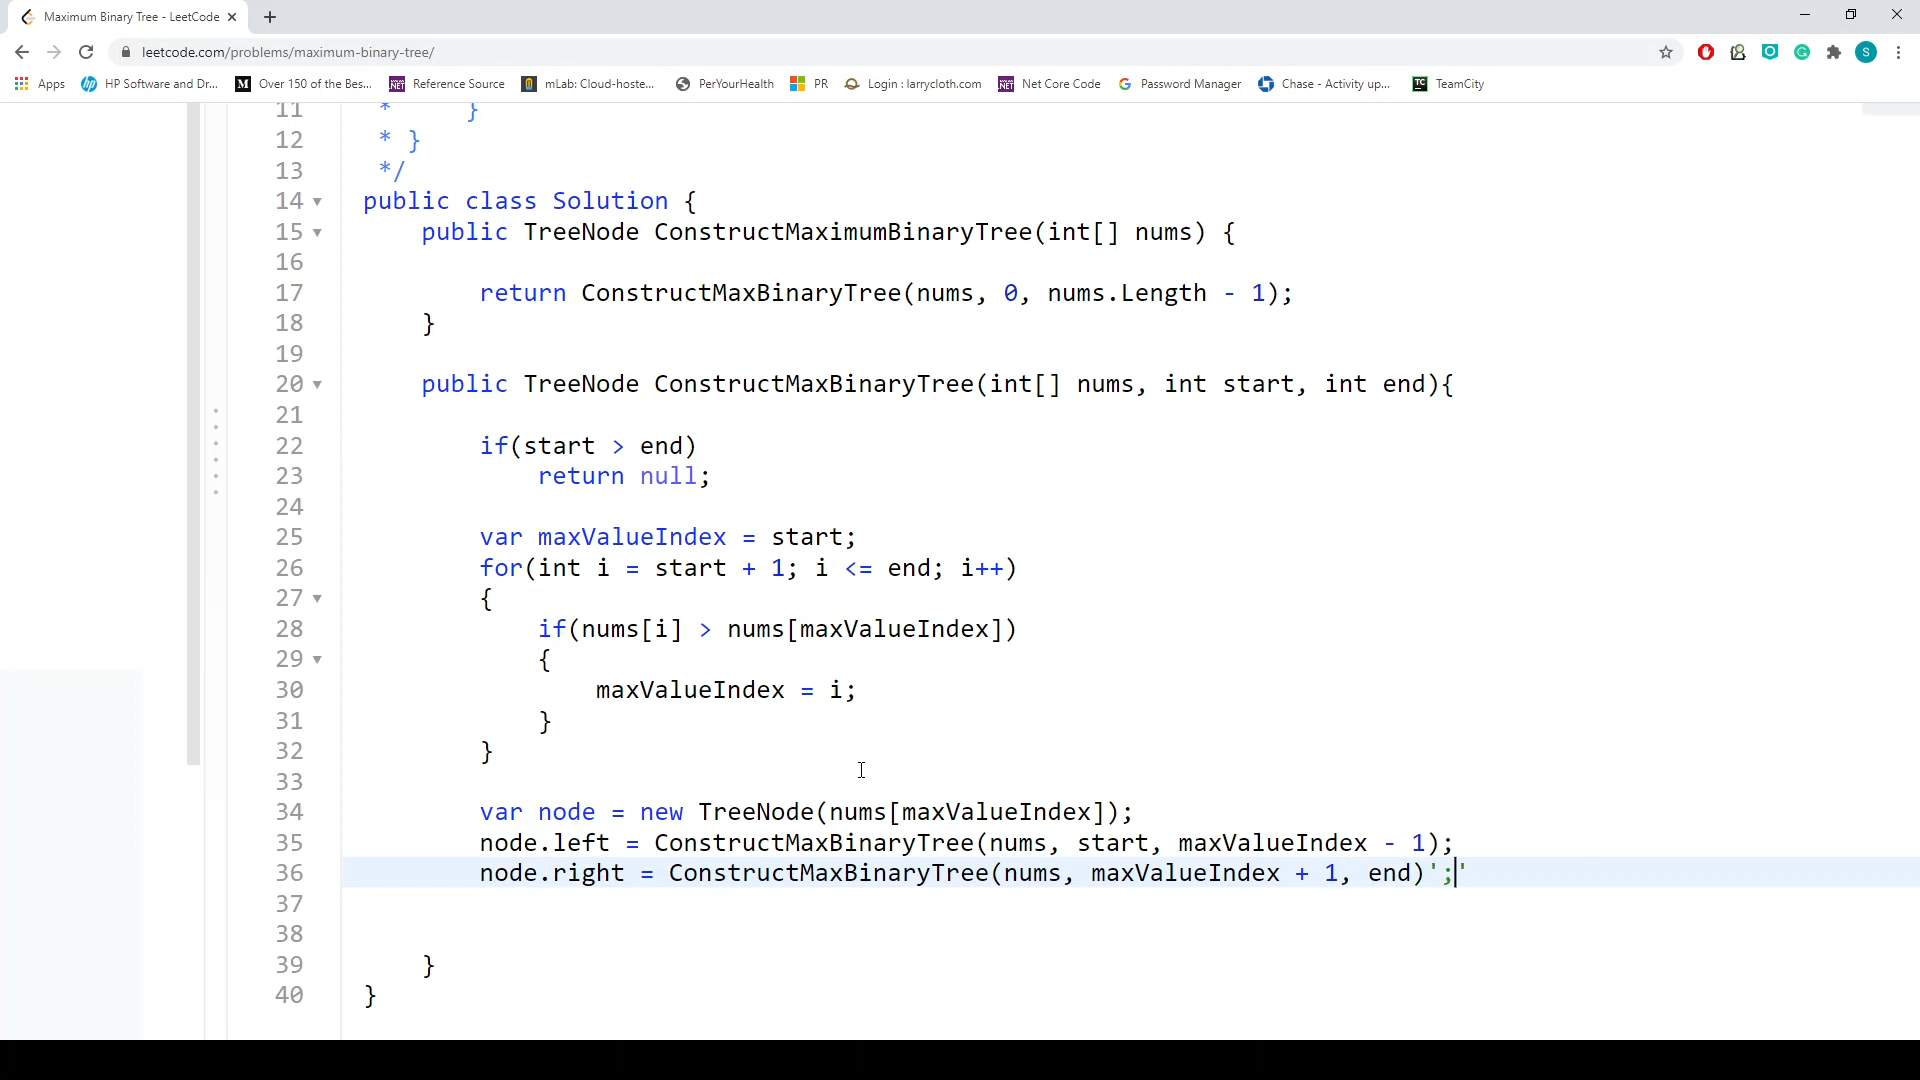 Maximum Binary Tree - LeetCode
leetcode.com/problems/maximum-binary-tree/
S
Apps HP Software and Dr... M Over 150 of the Bes... .NET Reference Source mLab: Cloud-hoste... PerYourHealth PR Login : larrycloth.com .NET Net Core Code G Password Manager Chase - Activity up... TC TeamCity
11 * }
12 * }
13 */
14 public class Solution {
15 public TreeNode ConstructMaximumBinaryTree(int[] nums) {
16
17 return ConstructMaxBinaryTree(nums, 0, nums.Length - 1);
18 }
19
20 public TreeNode ConstructMaxBinaryTree(int[] nums, int start, int end){
21
22 if(start > end)
23 return null;
24
25 var maxValueIndex = start;
26 for(int i = start + 1; i <= end; i++)
27 {
28 if(nums[i] > nums[maxValueIndex])
29 {
30 maxValueIndex = i;
31 }
32 }
33
34 var node = new TreeNode(nums[maxValueIndex]);
35 node.left = ConstructMaxBinaryTree(nums, start, maxValueIndex - 1);
36 node.right = ConstructMaxBinaryTree(nums, maxValueIndex + 1, end)';'
37
38
39 }
40 }